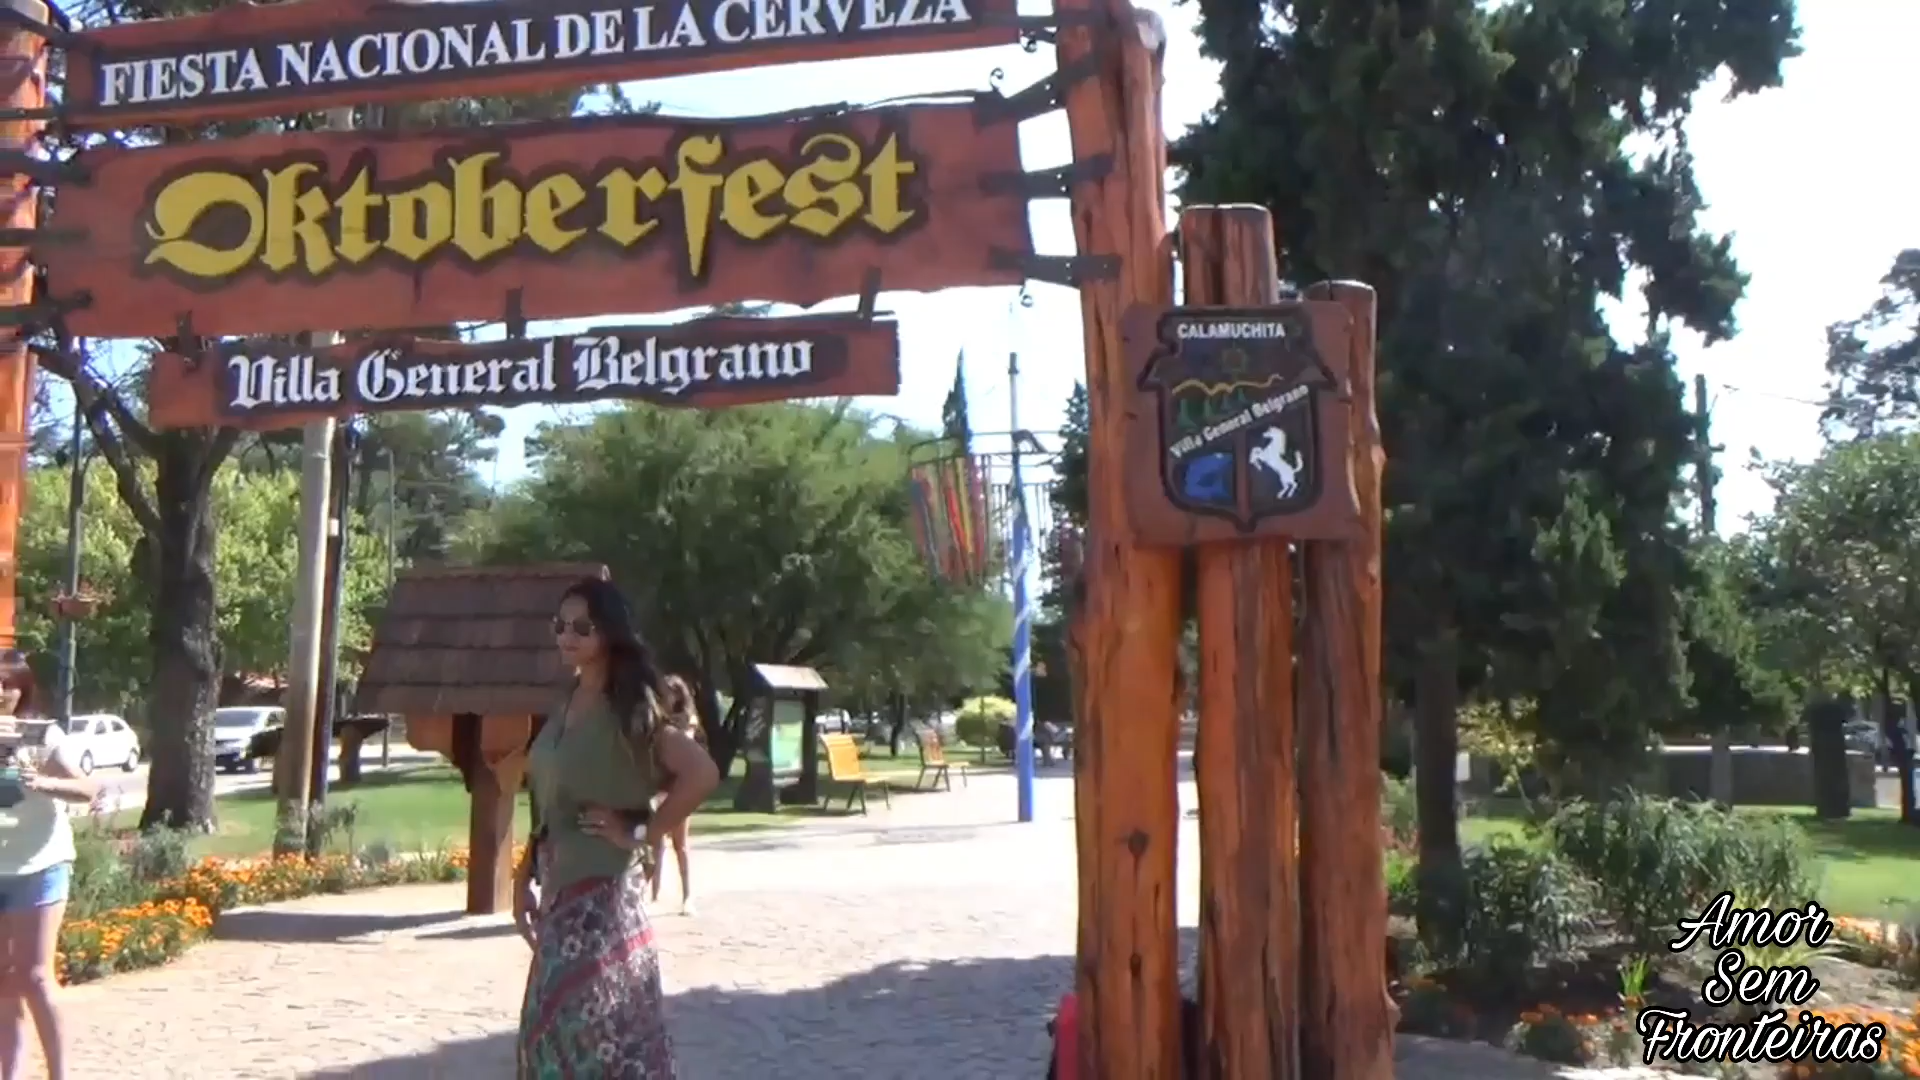 FIESTA NACIONAL DE LA CERVEZA
Oktoberfest
Villa General Belgrano
CALAMUCHITA
Villa General Belgrano
Amor
Sem
Fronteiras